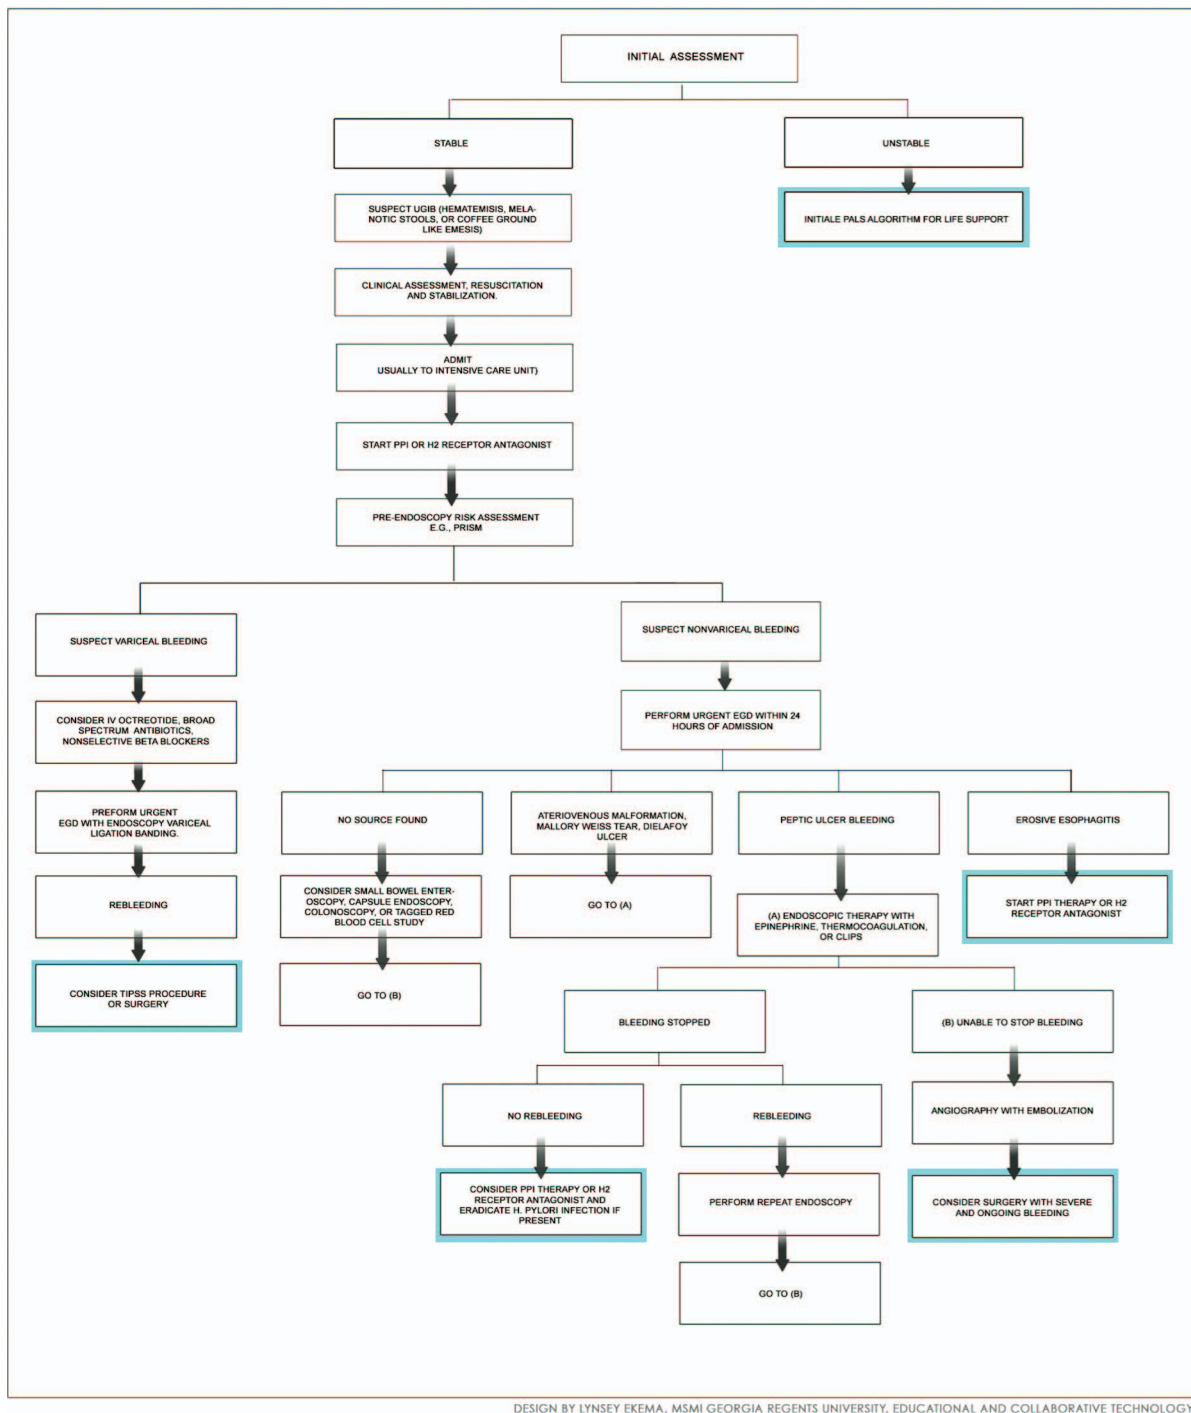 INITIAL ASSESSMENT
STABLE
UNSTABLE
SUSPECT UGIB (HEMATEMISIS, MELA-
NOTIC STOOLS, OR COFFEE GROUND
LIKE EMESIS)
INITIALE PALS ALGORITHM FOR LIFE SUPPORT
CLINICAL ASSESSMENT, RESUSCITATION
AND STABILIZATION.
ADMIT
USUALLY TO INTENSIVE CARE UNIT)
START PPI OR H2 RECEPTOR ANTAGONIST
PRE-ENDOSCOPY RISK ASSESSMENT
E.G., PRISM
SUSPECT VARICEAL BLEEDING
SUSPECT NONVARICEAL BLEEDING
CONSIDER IV OCTREOTIDE, BROAD
SPECTRUM ANTIBIOTICS,
NONSELECTIVE BETA BLOCKERS
PERFORM URGENT EGD WITHIN 24
HOURS OF ADMISSION
PREFORM URGENT
EGD WITH ENDOSCOPY VARICEAL
LIGATION BANDING.
NO SOURCE FOUND
ATERIOVENOUS MALFORMATION,
MALLORY WEISS TEAR, DIELAFOY
ULCER
PEPTIC ULCER BLEEDING
EROSIVE ESOPHAGITIS
REBLEEDING
CONSIDER SMALL BOWEL ENTER-
OSCOPY, CAPSULE ENDOSCOPY,
COLONOSCOPY, OR TAGGED RED
BLOOD CELL STUDY
GO TO (A)
(A) ENDOSCOPIC THERAPY WITH
EPINEPHRINE, THERMOCOAGULATION,
OR CLIPS
START PPI THERAPY OR H2
RECEPTOR ANTAGONIST
CONSIDER TIPSS PROCEDURE
OR SURGERY
GO TO (B)
BLEEDING STOPPED
(B) UNABLE TO STOP BLEEDING
NO REBLEEDING
REBLEEDING
ANGIOGRAPHY WITH EMBOLIZATION
CONSIDER PPI THERAPY OR H2
RECEPTOR ANTAGONIST AND
ERADICATE H. PYLORI INFECTION IF
PRESENT
PERFORM REPEAT ENDOSCOPY
CONSIDER SURGERY WITH SEVERE
AND ONGOING BLEEDING
GO TO (B)
DESIGN BY LYNSEY EKEMA, MSMI GEORGIA REGENTS UNIVERSITY, EDUCATIONAL AND COLLABORATIVE TECHNOLOGY